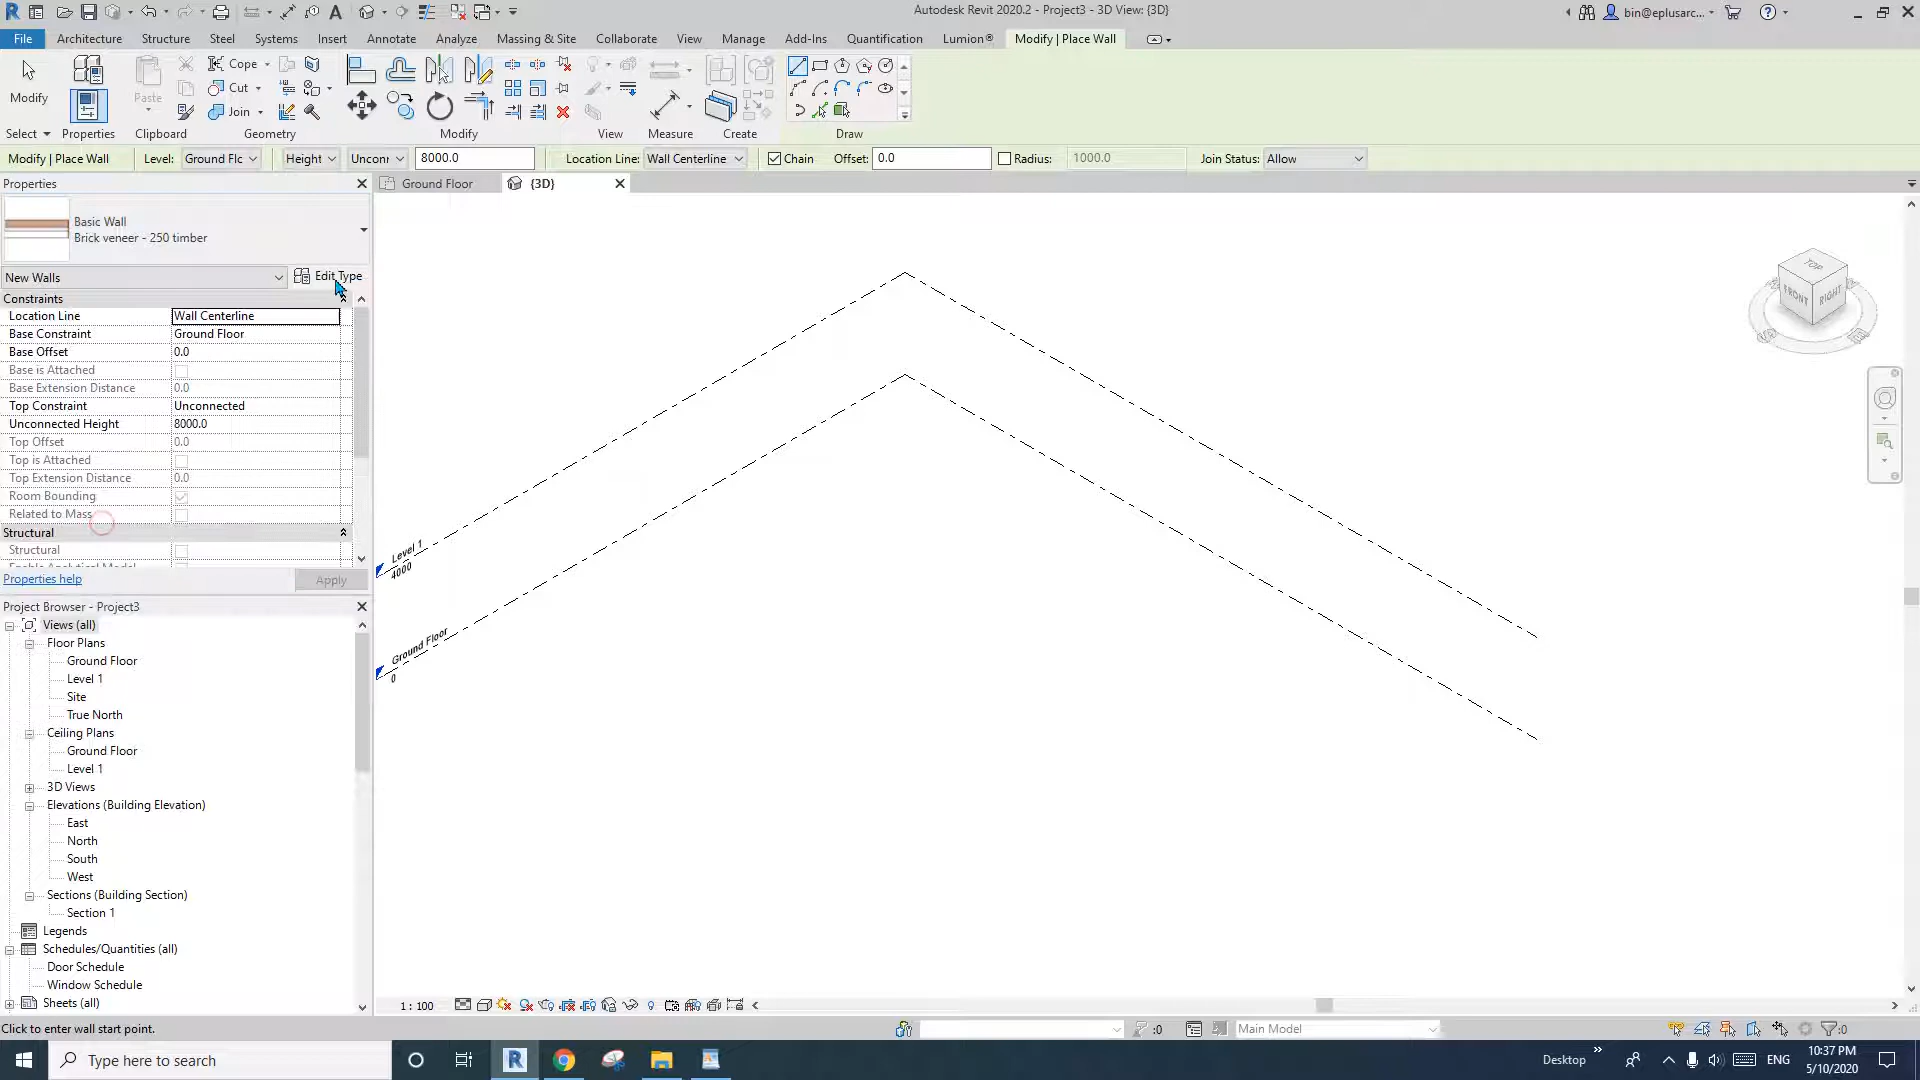 Autodesk Revit 2020.2 - Project3 - 3D View: {3D}
bin@eplusarc...
File Architecture Structure Steel Systems Insert Annotate Analyze Massing & Site Collaborate View Manage Add-Ins Quantification Lumion® Modify | Place Wall
Modify
Paste
Cope
Cut
Join
Select Properties Clipboard Geometry Modify View Measure Create Draw
Modify | Place Wall Level: Ground Flc Height Unconr 8000.0 Location Line: Wall Centerline Chain Offset: 0.0 Radius: 1000.0 Join Status: Allow
Properties
Ground Floor {3D}
Basic Wall
Brick veneer - 250 timber
New Walls Edit Type
Constraints
Location Line Wall Centerline
Base Constraint Ground Floor
Base Offset 0.0
Base is Attached
Base Extension Distance 0.0
Top Constraint Unconnected
Unconnected Height 8000.0
Top Offset 0.0
Top is Attached
Top Extension Distance 0.0
Room Bounding
Related to Mass
Structural
Structural
Enable Analytical Model
Properties help Apply
Project Browser - Project3
Views (all)
Floor Plans
Ground Floor
Level 1
Site
True North
Ceiling Plans
Ground Floor
Level 1
3D Views
Elevations (Building Elevation)
East
North
South
West
Sections (Building Section)
Section 1
Legends
Schedules/Quantities (all)
Door Schedule
Window Schedule
Sheets (all)
Level 1
4000
Ground Floor
0
TOP
FRONT
RIGHT
1 : 100
Click to enter wall start point.
:0
Main Model
:0
Type here to search
Desktop
ENG
10:37 PM
5/10/2020